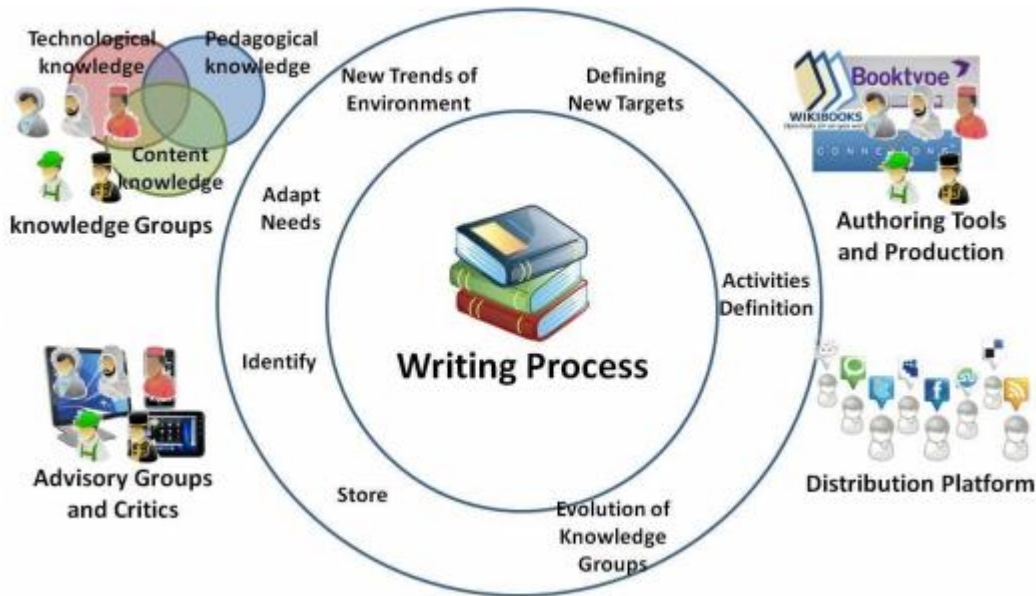 Technological
knowledge
Pedagogical
knowledge
Content
knowledge
knowledge Groups
New Trends of
Environment
Defining
New Targets
Booktype
WIKIBOOKS
CONNEXIONS
Authoring Tools
and Production
Adapt
Needs
Activities
Definition
Writing Process
Identify
Advisory Groups
and Critics
Distribution Platform
Store
Evolution of
Knowledge
Groups